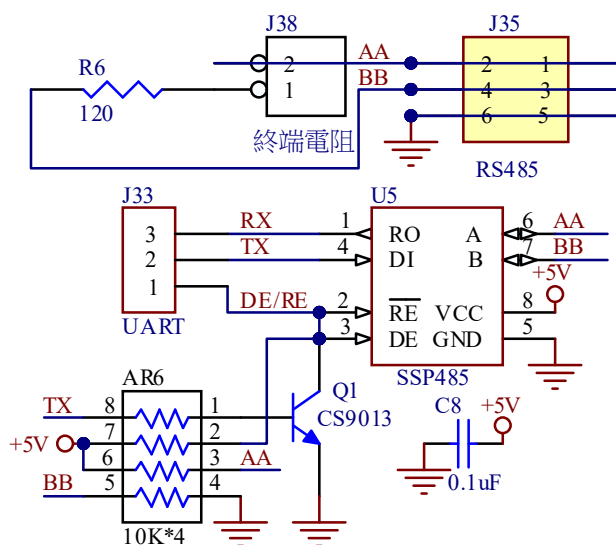 J38
J35
R6
120
2
1
AA
BB
2 1
4 3
6 5
終端電阻
RS485
J33
3
2
1
UART
RX
TX
DE/RE
U5
1
4
2
3
RO
DI
RE
DE
A
B
VCC
GND
6
7
8
5
AA
BB
+5V
SSP485
AR6
TX
+5V
BB
8
7
6
5
1
2
3
4
AA
10K*4
Q1
CS9013
C8
+5V
0.1uF